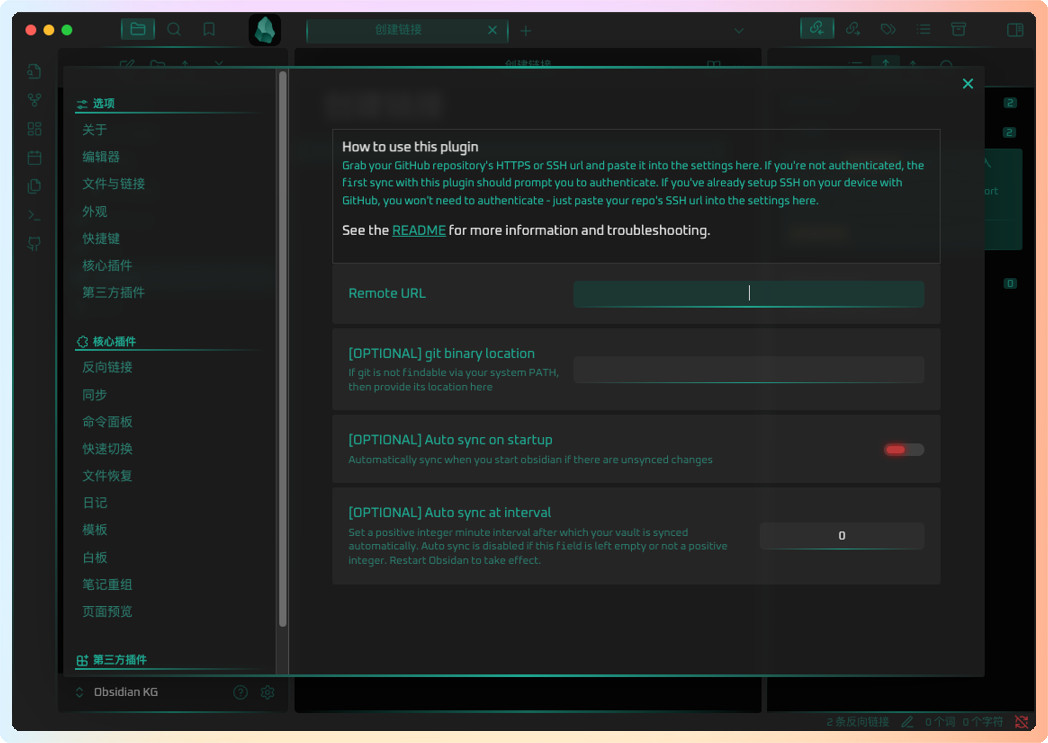 创建链接
创建链接
2
2
ort
0
选项
关于
编辑器
文件与链接
外观
快捷键
核心插件
第三方插件
核心插件
反向链接
同步
命令面板
快速切换
文件恢复
日记
模板
白板
笔记重组
页面预览
第三方插件
Obsidian KG
How to use this plugin
Grab your GitHub repository's HTTPS or SSH url and paste it into the settings here. If you're not authenticated, the
first sync with this plugin should prompt you to authenticate. If you've already setup SSH on your device with
GitHub, you won't need to authenticate - just paste your repo's SSH url into the settings here.
See the README for more information and troubleshooting.
Remote URL
[OPTIONAL] git binary location
If git is not findable via your system PATH,
then provide its location here
[OPTIONAL] Auto sync on startup
Automatically sync when you start obsidian if there are unsynced changes
[OPTIONAL] Auto sync at interval
Set a positive integer minute interval after which your vault is synced
automatically. Auto sync is disabled if this field is left empty or not a positive
integer. Restart Obsidan to take effect.
0
2 条反向链接 0 个词 0 个字符